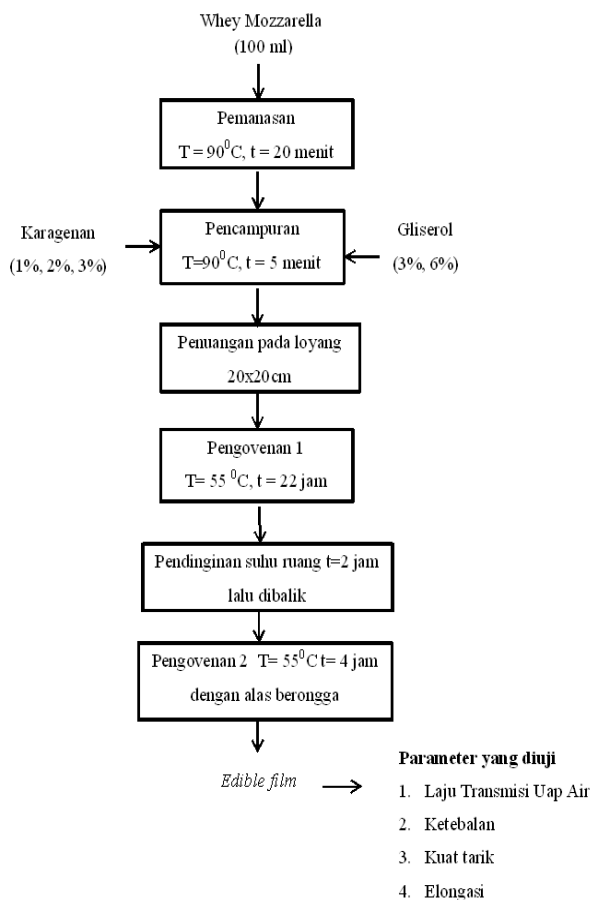 Whey Mozzarella
(100 ml)
Pemanasan
T = 90⁰C, t = 20 menit
Karagenan
(1%, 2%, 3%)
Pencampuran
T=90⁰C, t = 5 menit
Gliserol
(3%, 6%)
Penuangan pada loyang
20x20cm
Pengovenan 1
T= 55 ⁰C, t = 22 jam
Pendinginan suhu ruang t=2 jam
lalu dibalik
Pengovenan 2 T= 55⁰C t= 4 jam
dengan alas berongga
Edible film
Parameter yang diuji
1. Laju Transmisi Uap Air
2. Ketebalan
3. Kuat tarik
4. Elongasi